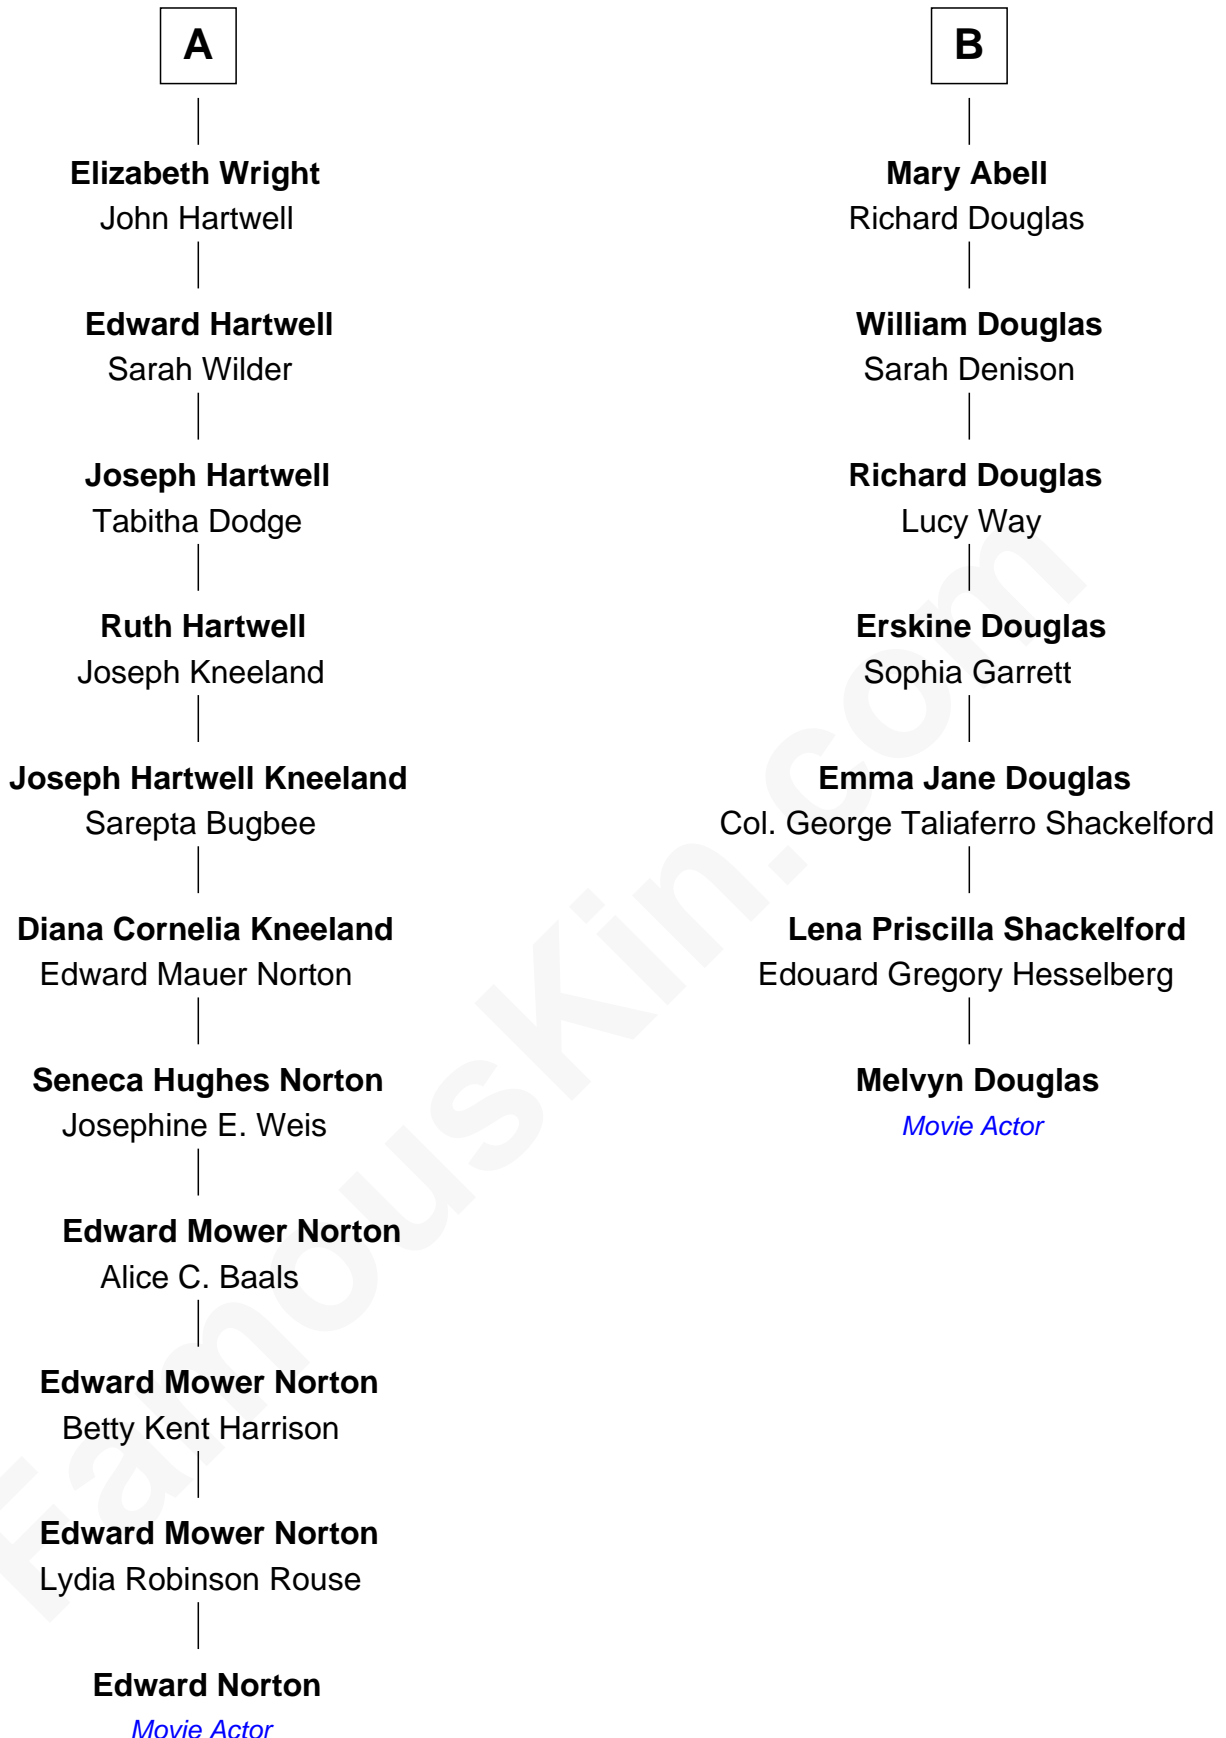 A
Elizabeth Wright
John Hartwell
Edward Hartwell
Sarah Wilder
Joseph Hartwell
Tabitha Dodge
Ruth Hartwell
Joseph Kneeland
Joseph Hartwell Kneeland
Sarepta Bugbee
Diana Cornelia Kneeland
Edward Mauer Norton
Seneca Hughes Norton
Josephine E. Weis
Edward Mower Norton
Alice C. Baals
Edward Mower Norton
Betty Kent Harrison
Edward Mower Norton
Lydia Robinson Rouse
Edward Norton
Movie Actor
B
Mary Abell
Richard Douglas
William Douglas
Sarah Denison
Richard Douglas
Lucy Way
Erskine Douglas
Sophia Garrett
Emma Jane Douglas
Col. George Taliaferro Shackelford
Lena Priscilla Shackelford
Edouard Gregory Hesselberg
Melvyn Douglas
Movie Actor
FamousKin.com